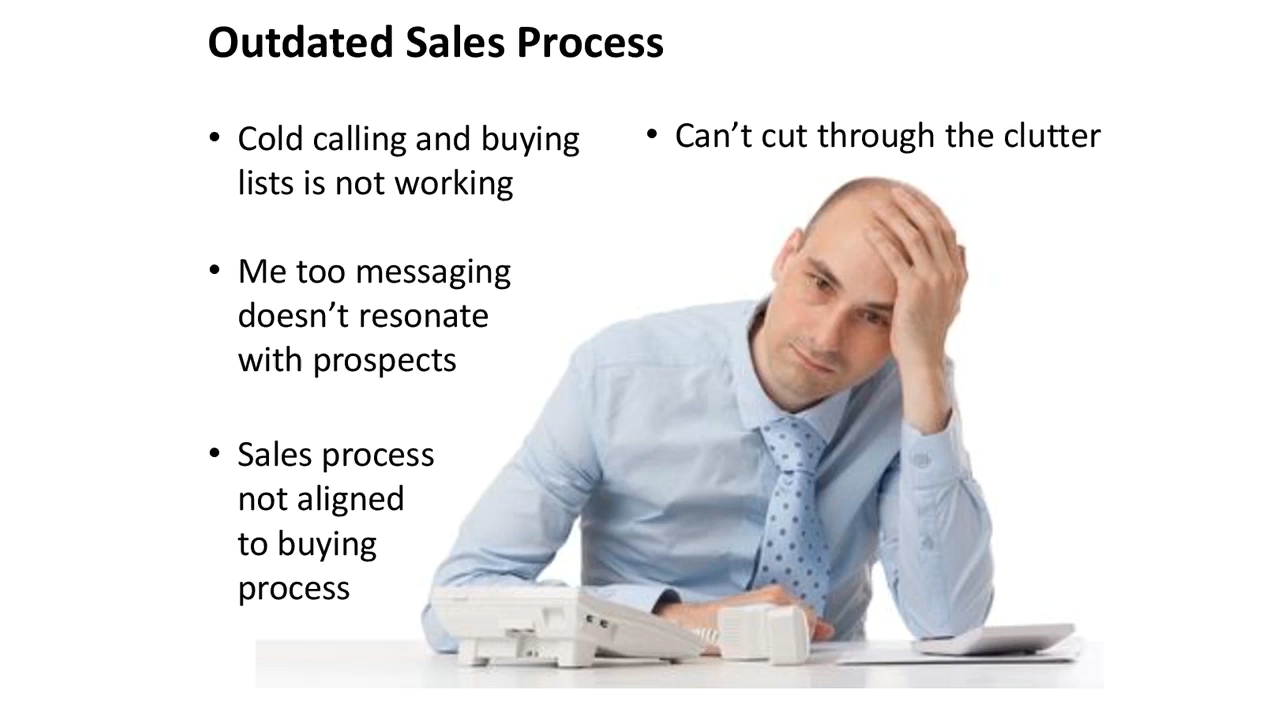 Outdated Sales Process
• Cold calling and buying
lists is not working
• Me too messaging
doesn’t resonate
with prospects
• Sales process
not aligned
to buying
process
• Can’t cut through the clutter